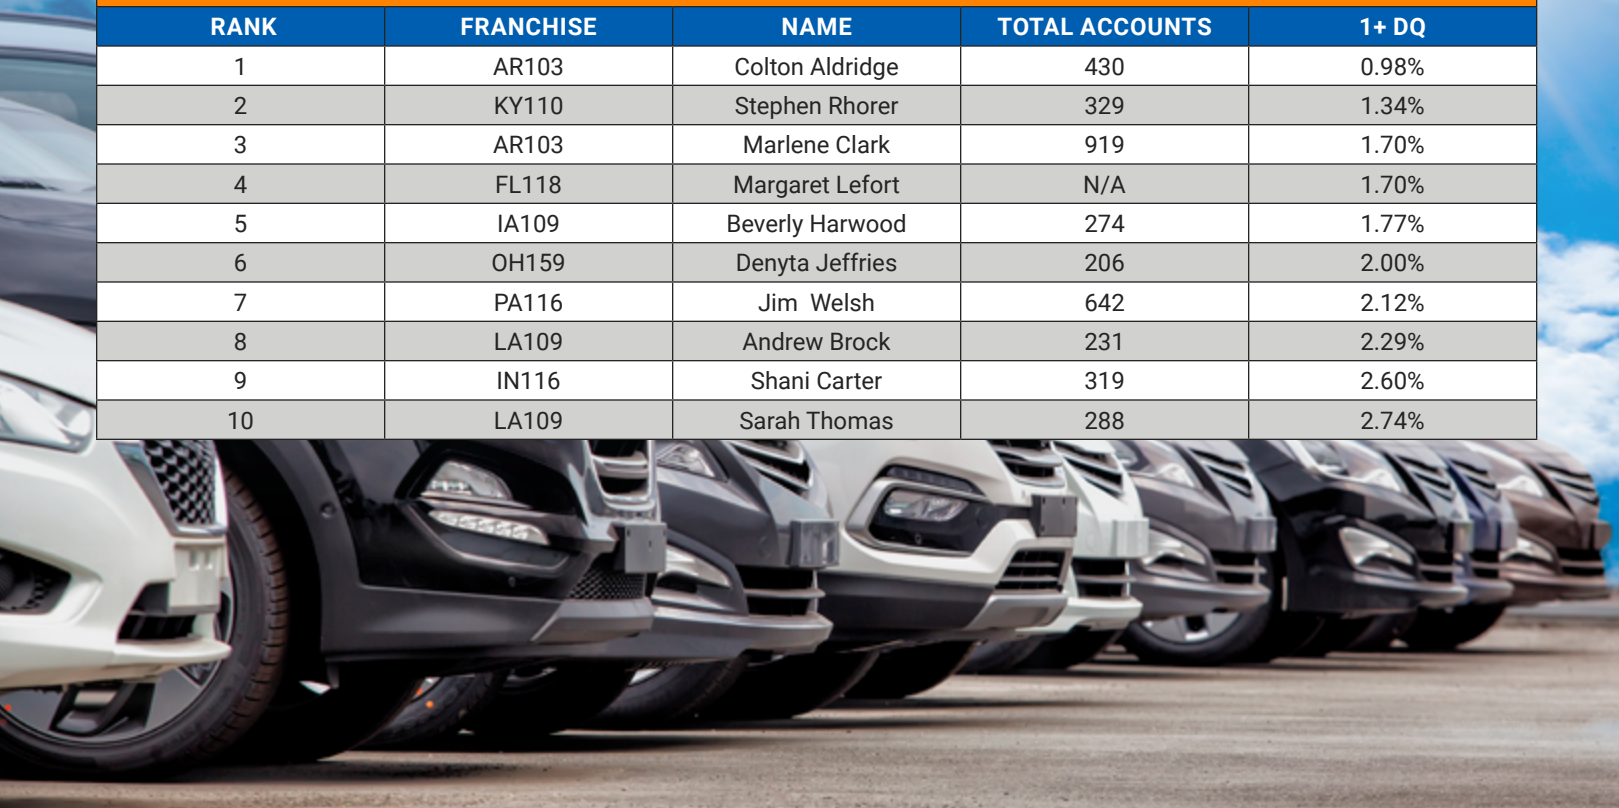 RANK FRANCHISE NAME TOTAL ACCOUNTS 1+ DQ
1 AR103 Colton Aldridge 430 0.98%
2 KY110 Stephen Rhorer 329 1.34%
3 AR103 Marlene Clark 919 1.70%
4 FL118 Margaret Lefort N/A 1.70%
5 IA109 Beverly Harwood 274 1.77%
6 OH159 Denyta Jeffries 206 2.00%
7 PA116 Jim  Welsh 642 2.12%
8 LA109 Andrew Brock 231 2.29%
9 IN116 Shani Carter 319 2.60%
10 LA109 Sarah Thomas 288 2.74%